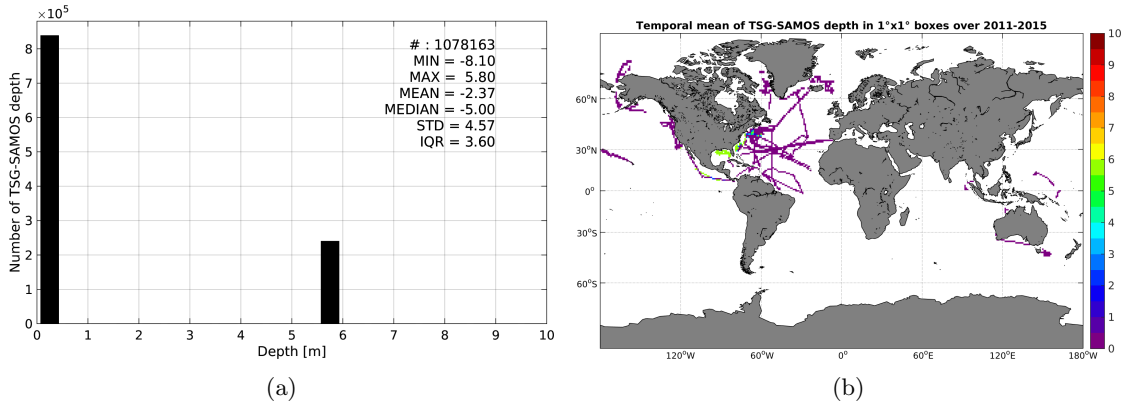 ×10⁵
# : 1078163
MIN = -8.10
MAX = 5.80
MEAN = -2.37
MEDIAN = -5.00
STD = 4.57
IQR = 3.60
Number of TSG-SAMOS depth
8
7
6
5
4
3
2
1
0
0 1 2 3 4 5 6 7 8 9 10
Depth [m]
(a)
Temporal mean of TSG-SAMOS depth in 1°x1° boxes over 2011-2015
60°N
30°N
0°
30°S
60°S
120°W 60°W 0° 60°E 120°E 180°W
10
9
8
7
6
5
4
3
2
1
0
(b)